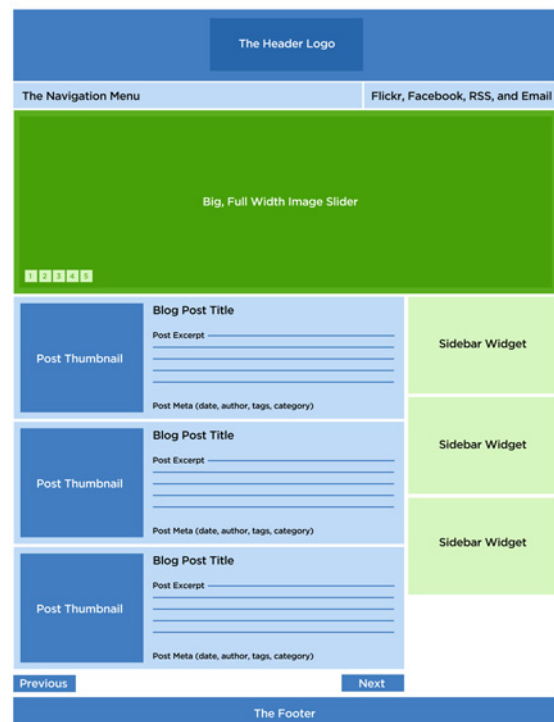 The Header Logo
The Navigation Menu
Flickr, Facebook, RSS, and Email
Big, Full Width Image Slider
1 2 3 4 5
Post Thumbnail
Blog Post Title
Post Excerpt
Post Meta (date, author, tags, category)
Sidebar Widget
Post Thumbnail
Blog Post Title
Post Excerpt
Post Meta (date, author, tags, category)
Sidebar Widget
Post Thumbnail
Blog Post Title
Post Excerpt
Post Meta (date, author, tags, category)
Sidebar Widget
Previous
Next
The Footer